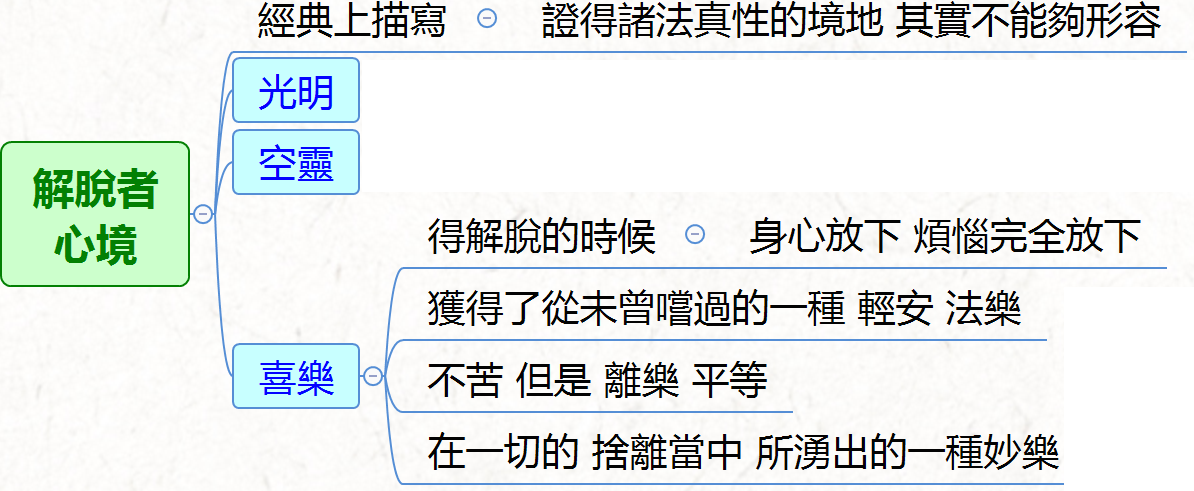 經典上描寫 證得諸法真性的境地 其實不能夠形容
光明
空靈
解脫者
心境
得解脫的時候 身心放下 煩惱完全放下
獲得了從未曾嚐過的一種 輕安 法樂
喜樂
不苦 但是 離樂 平等
在一切的 捨離當中 所湧出的一種妙樂